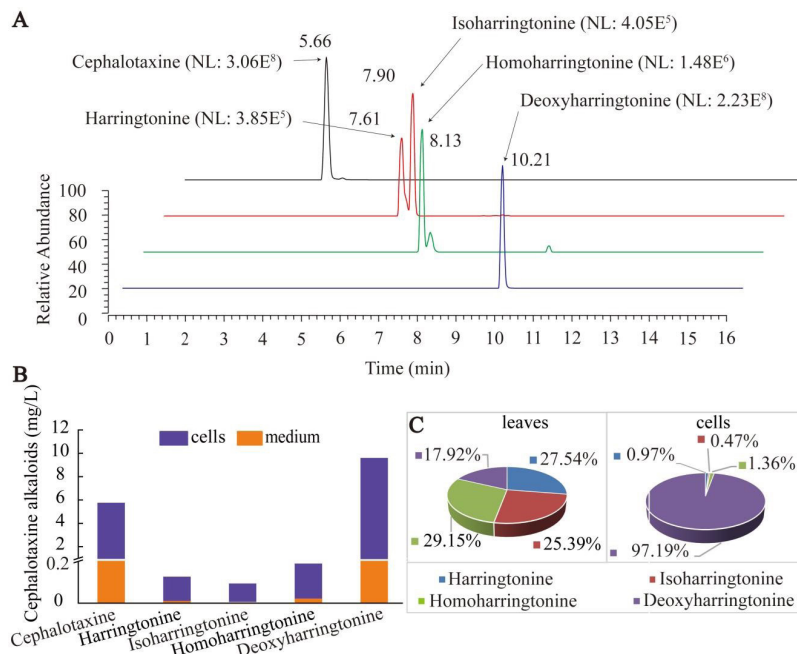 A
5.66
Isoharringtonine (NL: 4.05E⁵)
Cephalotaxine (NL: 3.06E⁸)
7.90
Homoharringtonine (NL: 1.48E⁶)
Harringtonine (NL: 3.85E⁵)
7.61
8.13
Deoxyharringtonine (NL: 2.23E⁸)
10.21
Relative Abundance
100
80
60
40
20
0
0 1 2 3 4 5 6 7 8 9 10 11 12 13 14 15 16
Time (min)
B
Cephalotaxine alkaloids (mg/L)
12
10
8
6
4
2
0.2
0
cells medium
Cephalotaxine
Harringtonine
Isoharringtonine
Homoharringtonine
Deoxyharringtonine
C
leaves
17.92% 27.54%
29.15% 25.39%
cells
0.97% 0.47%
1.36%
97.19%
Harringtonine Isoharringtonine
Homoharringtonine Deoxyharringtonine